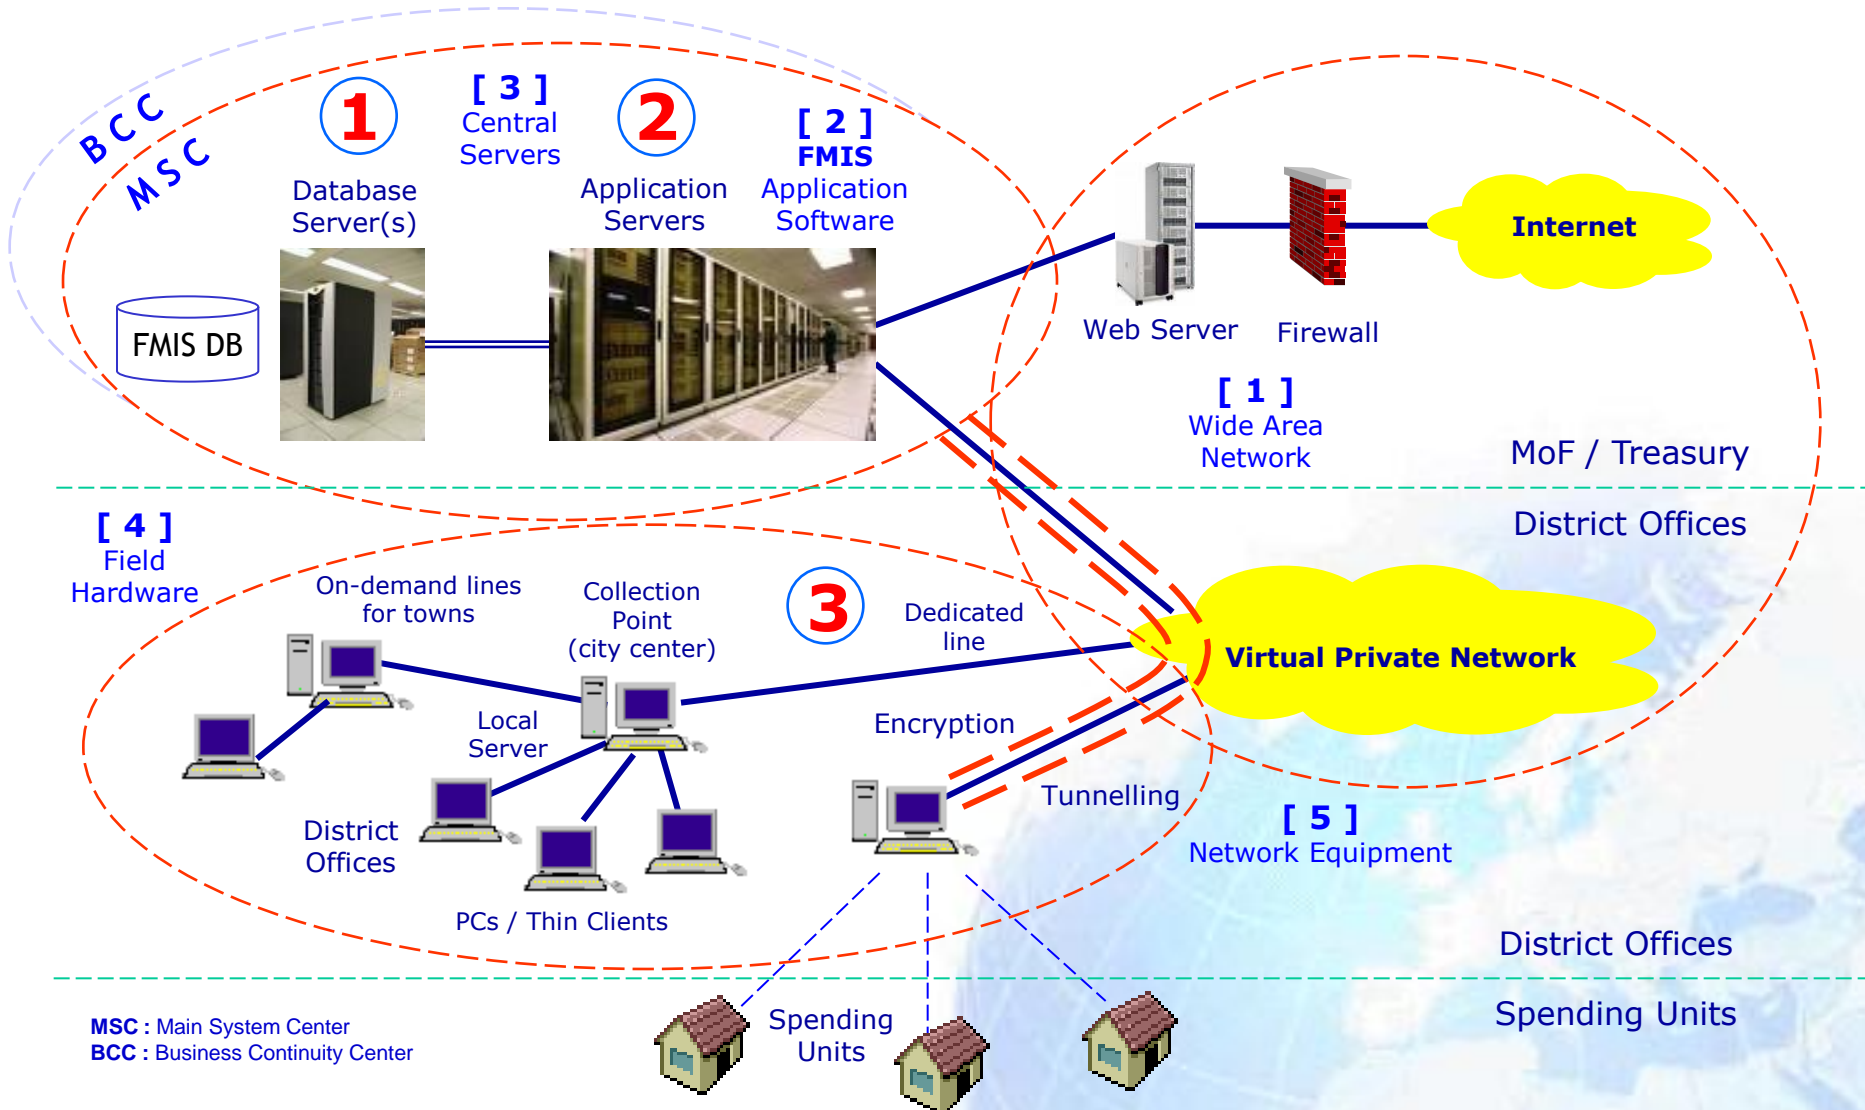 BCC
MSC
1
[ 3 ]
Central
Servers
2
[ 2 ]
FMIS
Application
Software
Database
Server(s)
Application
Servers
FMIS DB
Web Server
Firewall
Internet
[ 1 ]
Wide Area
Network
MoF / Treasury
District Offices
[ 4 ]
Field
Hardware
On-demand lines
for towns
Collection
Point
(city center)
3
Dedicated
line
Virtual Private Network
Local
Server
Encryption
Tunnelling
District
Offices
PCs / Thin Clients
[ 5 ]
Network Equipment
District Offices
Spending Units
Spending
Units
MSC : Main System Center
BCC : Business Continuity Center